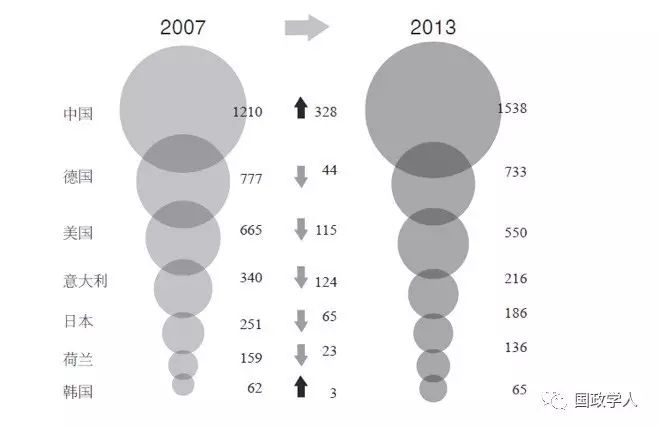 2007 2013
中国 1210 328 1538
德国 777 44 733
美国 665 115 550
意大利 340 124 216
日本 251 65 186
荷兰 159 23 136
韩国 62 3 65
国政学人